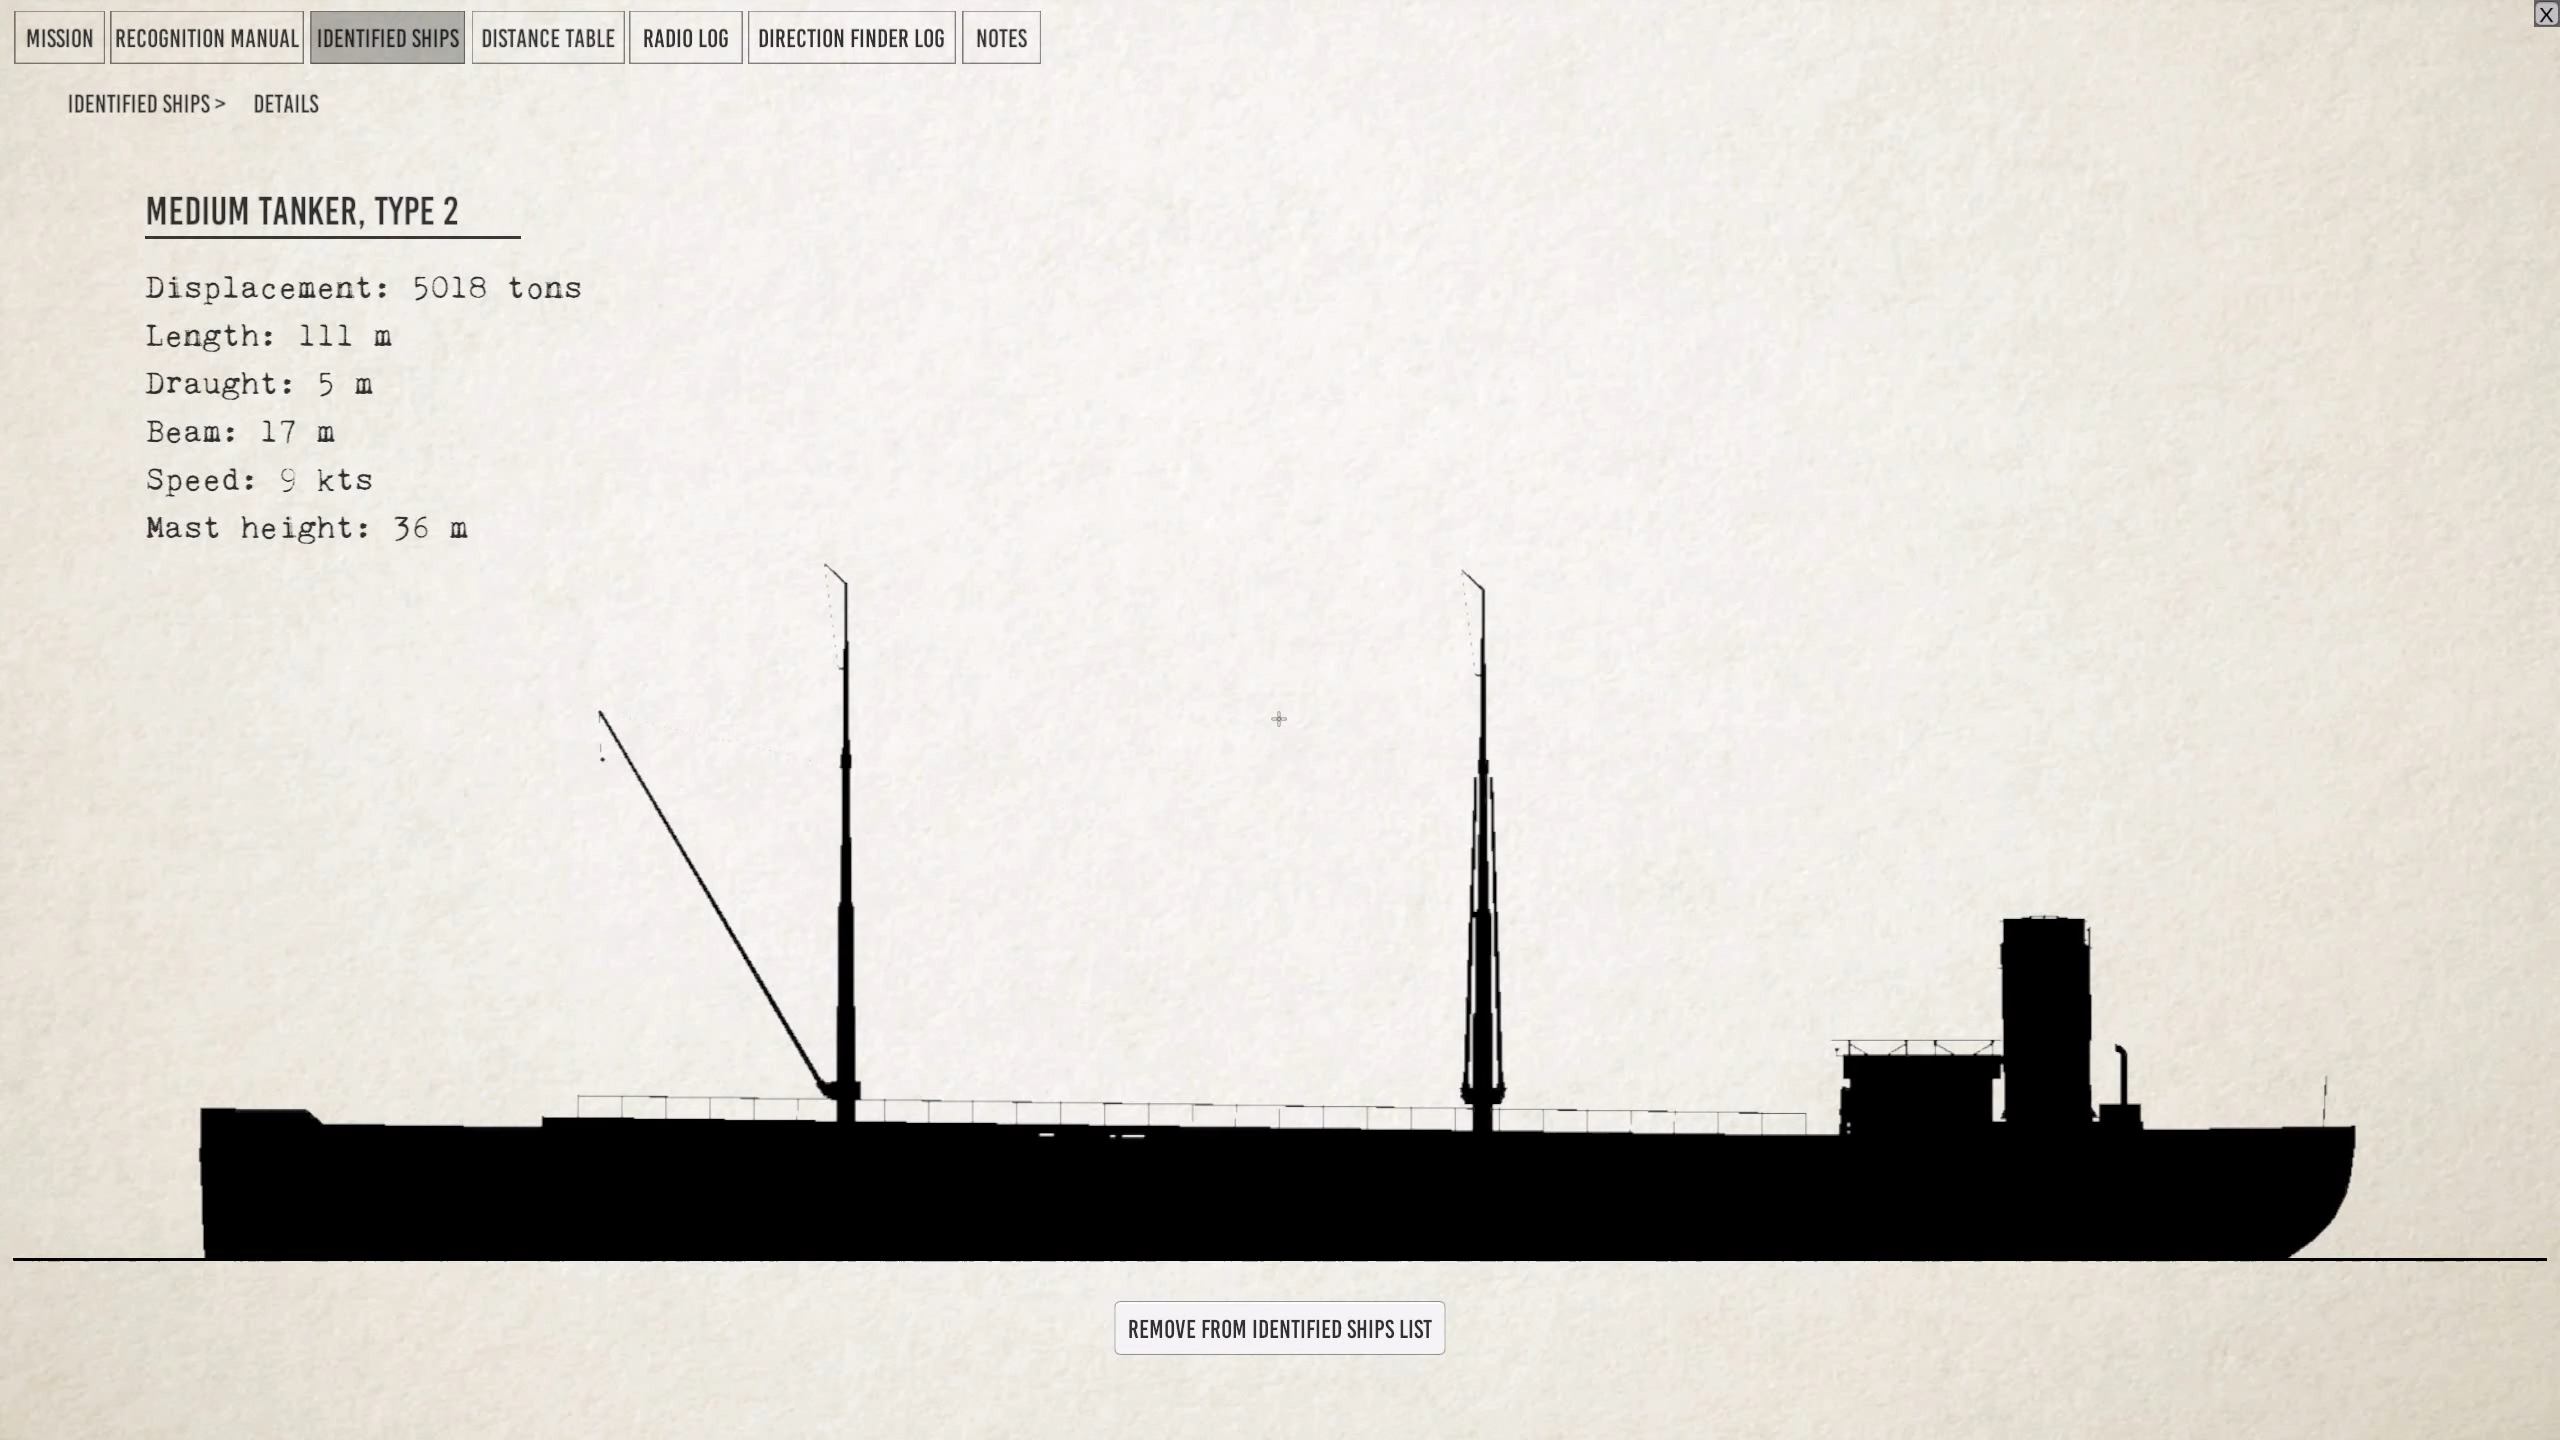 MISSION RECOGNITION MANUAL IDENTIFIED SHIPS DISTANCE TABLE RADIO LOG DIRECTION FINDER LOG NOTES X
IDENTIFIED SHIPS > DETAILS
MEDIUM TANKER, TYPE 2
Displacement: 5018 tons
Length: 111 m
Draught: 5 m
Beam: 17 m
Speed: 9 kts
Mast height: 36 m
REMOVE FROM IDENTIFIED SHIPS LIST